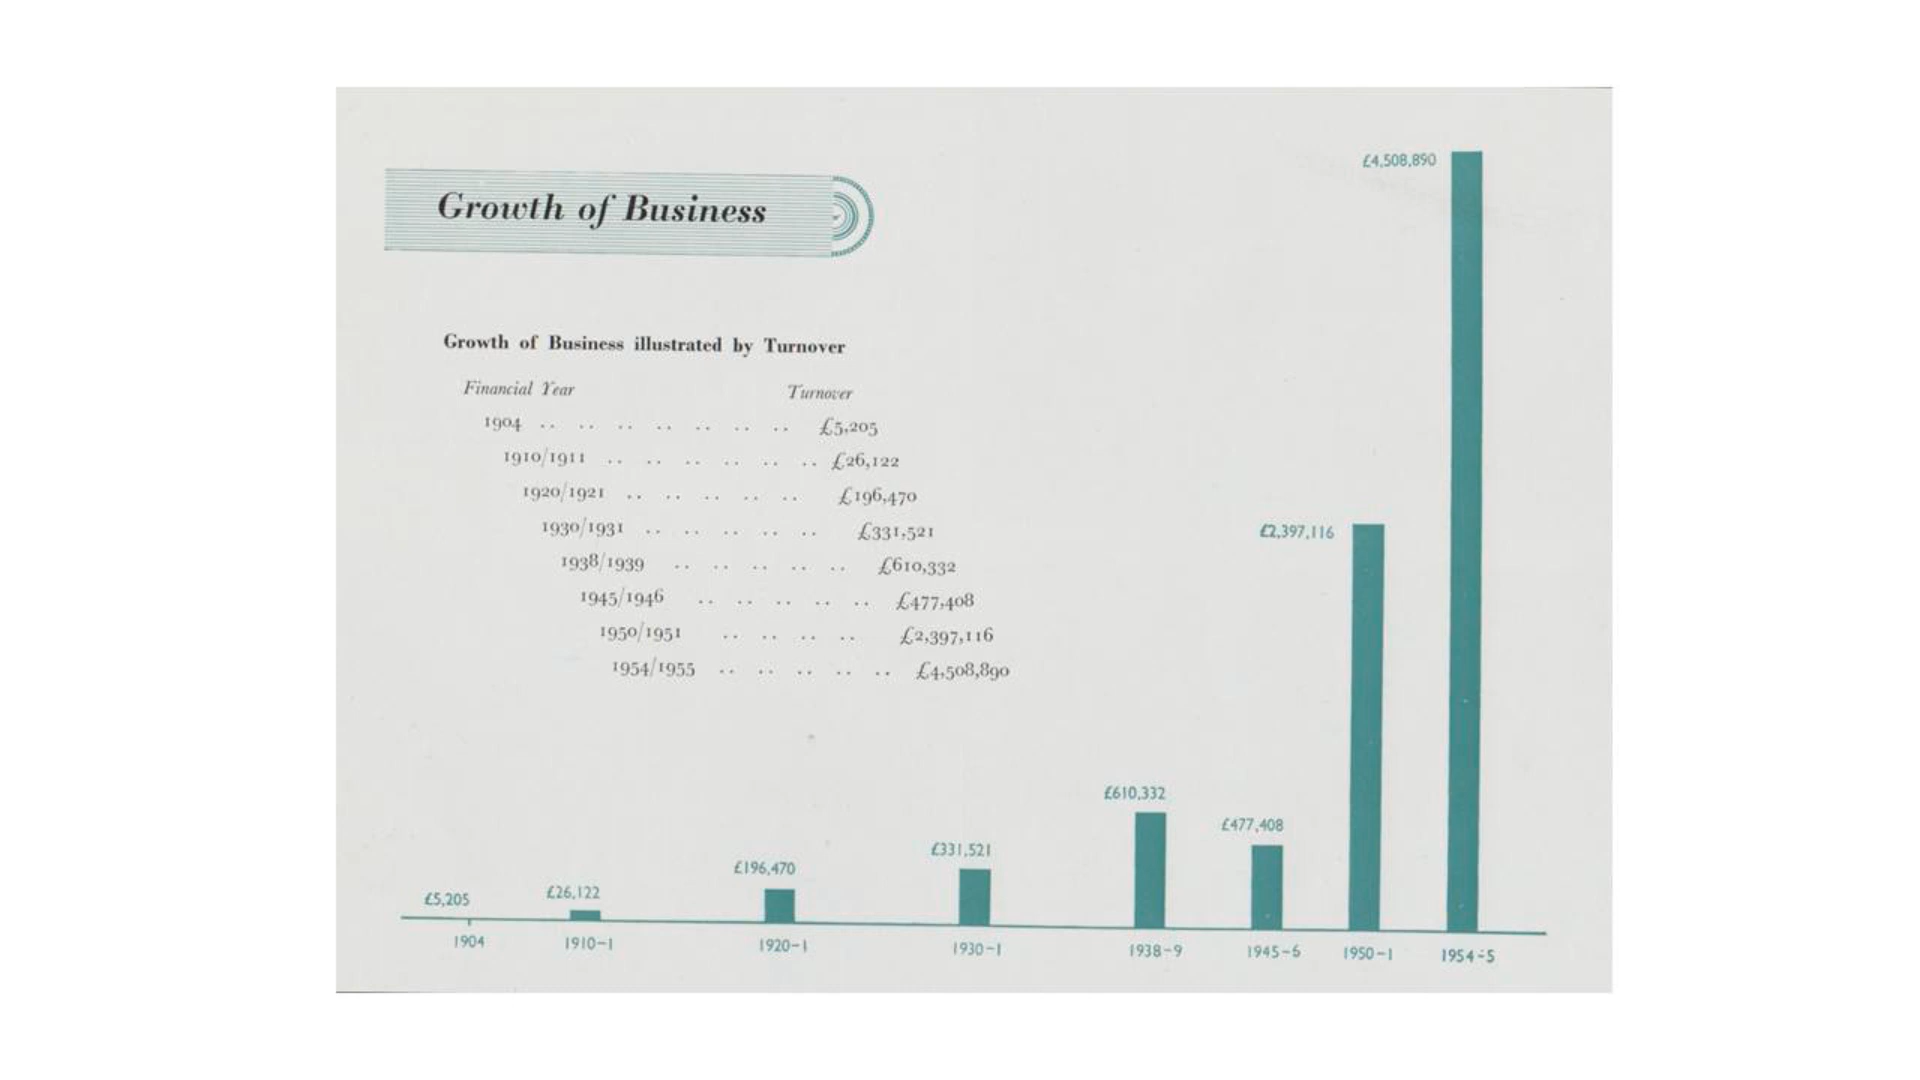 Growth of Business
Growth of Business illustrated by Turnover
Financial Year Turnover
1904 .. .. .. .. .. .. .. £5,205
1910/1911 .. .. .. .. .. .. £26,122
1920/1921 .. .. .. .. .. £196,470
1930/1931 .. .. .. .. .. £331,521
1938/1939 .. .. .. .. .. £610,332
1945/1946 .. .. .. .. .. £477,408
1950/1951 .. .. .. .. £2,397,116
1954/1955 .. .. .. .. .. £4,508,890
£4,508,890
£2,397,116
£610,332
£477,408
£331,521
£196,470
£26,122
£5,205
1904 1910-1 1920-1 1930-1 1938-9 1945-6 1950-1 1954-5